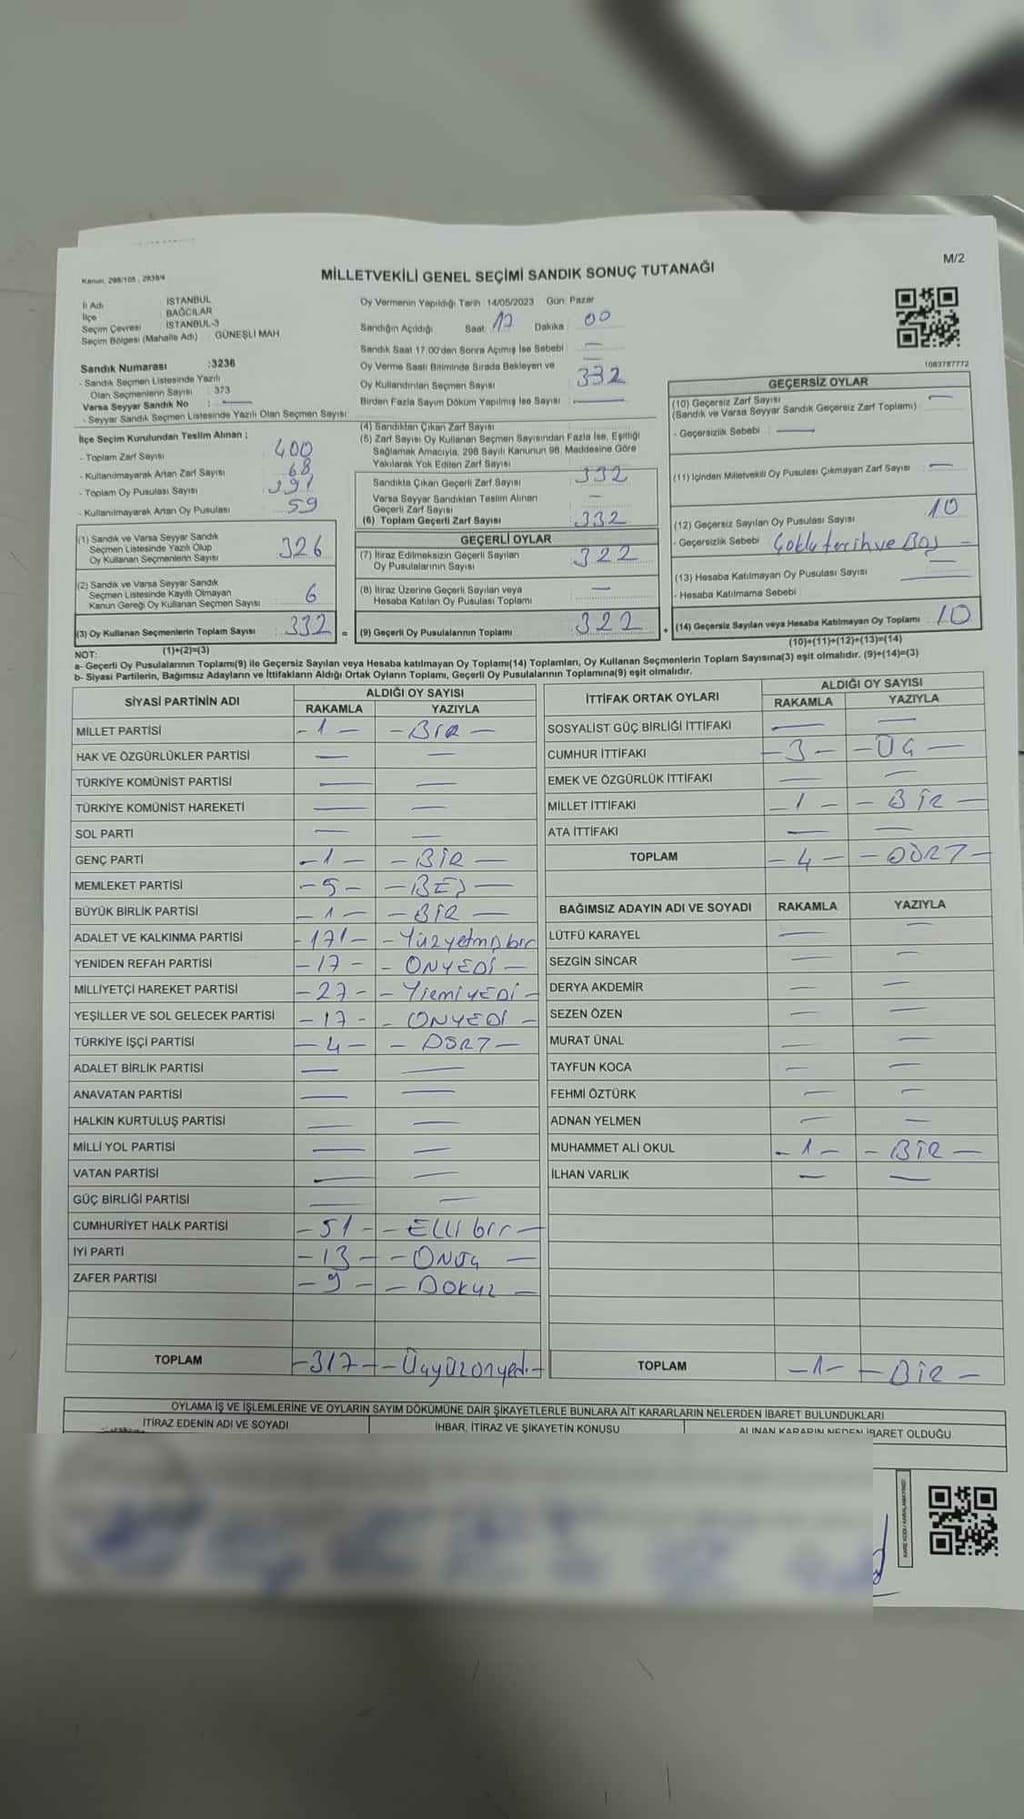 M/2
Kanun: 298/105 , 2839/4
MİLLETVEKİLİ GENEL SEÇİMİ SANDIK SONUÇ TUTANAĞI
İl Adı İSTANBUL
İlçe BAĞCILAR
Seçim Çevresi İSTANBUL-3
Seçim Bölgesi (Mahalle Adı) GÜNEŞLİ MAH
Sandık Numarası :3236
- Sandık Seçmen Listesinde Yazılı
Olan Seçmenlerin Sayısı : 373
Varsa Seyyar Sandık No : —
- Seyyar Sandık Seçmen Listesinde Yazılı Olan Seçmen Sayısı
İlçe Seçim Kurulundan Teslim Alınan :
- Toplam Zarf Sayısı 400
- Kullanılmayarak Artan Zarf Sayısı 68
- Toplam Oy Pusulası Sayısı 391
- Kullanılmayarak Artan Oy Pusulası 59
(1) Sandık ve Varsa Seyyar Sandık
Seçmen Listesinde Yazılı Olup
Oy Kullanan Seçmenlerin Sayısı 326
(2) Sandık ve Varsa Seyyar Sandık
Seçmen Listesinde Kayıtlı Olmayan
Kanun Gereği Oy Kullanan Seçmen Sayısı 6
(3) Oy Kullanan Seçmenlerin Toplam Sayısı 332 =
(1)+(2)=(3)
Oy Vermenin Yapıldığı Tarih :14/05/2023 Gün: Pazar
Sandığın Açıldığı Saat: 17 Dakika 00
Sandık Saat 17.00'den Sonra Açılmış İse Sebebi —
Oy Verme Saati Bitiminde Sırada Bekleyen ve —
Oy Kullandırılan Seçmen Sayısı 332
Birden Fazla Sayım Döküm Yapılmış İse Sayısı —
(4) Sandıktan Çıkan Zarf Sayısı
(5) Zarf Sayısı Oy Kullanan Seçmen Sayısından Fazla İse, Eşitliği
Sağlamak Amacıyla, 298 Sayılı Kanunun 98. Maddesine Göre
Yakılarak Yok Edilen Zarf Sayısı
Sandıkta Çıkan Geçerli Zarf Sayısı 332
Varsa Seyyar Sandıktan Teslim Alınan
Geçerli Zarf Sayısı —
(6) Toplam Geçerli Zarf Sayısı 332
GEÇERLİ OYLAR
(7) İtiraz Edilmeksizin Geçerli Sayılan
Oy Pusulalarının Sayısı 322
(8) İtiraz Üzerine Geçerli Sayılan veya
Hesaba Katılan Oy Pusulası Toplamı —
(9) Geçerli Oy Pusulalarının Toplamı 322 +
1083787772
GEÇERSİZ OYLAR
(10) Geçersiz Zarf Sayısı —
(Sandık ve Varsa Seyyar Sandık Geçersiz Zarf Toplamı)
- Geçersizlik Sebebi —
(11) İçinden Milletvekili Oy Pusulası Çıkmayan Zarf Sayısı —
(12) Geçersiz Sayılan Oy Pusulası Sayısı 10
- Geçersizlik Sebebi Çoklu tercih ve Boş —
(13) Hesaba Katılmayan Oy Pusulası Sayısı —
- Hesaba Katılmama Sebebi —
(14) Geçersiz Sayılan veya Hesaba Katılmayan Oy Toplamı 10
(10)+(11)+(12)+(13)=(14)
NOT:
a- Geçerli Oy Pusulalarının Toplamı(9) ile Geçersiz Sayılan veya Hesaba katılmayan Oy Toplamı(14) Toplamları, Oy Kullanan Seçmenlerin Toplam Sayısına(3) eşit olmalıdır. (9)+(14)=(3)
b- Siyasi Partilerin, Bağımsız Adayların ve İttifakların Aldığı Ortak Oyların Toplamı, Geçerli Oy Pusulalarının Toplamına(9) eşit olmalıdır.
SİYASİ PARTİNİN ADI ALDIĞI OY SAYISI
RAKAMLA YAZIYLA
MİLLET PARTİSİ -1- -BİR-
HAK VE ÖZGÜRLÜKLER PARTİSİ — —
TÜRKİYE KOMÜNİST PARTİSİ — —
TÜRKİYE KOMÜNİST HAREKETİ — —
SOL PARTİ — —
GENÇ PARTİ -1- -BİR-
MEMLEKET PARTİSİ -5- -BEŞ-
BÜYÜK BİRLİK PARTİSİ -1- -BİR-
ADALET VE KALKINMA PARTİSİ -171- -Yüzyetmişbir
YENİDEN REFAH PARTİSİ -17- -ONYEDİ-
MİLLİYETÇİ HAREKET PARTİSİ -27- -YİRMİYEDİ-
YEŞİLLER VE SOL GELECEK PARTİSİ -17- -ONYEDİ-
TÜRKİYE İŞÇİ PARTİSİ -4- -DÖRT-
ADALET BİRLİK PARTİSİ — —
ANAVATAN PARTİSİ — —
HALKIN KURTULUŞ PARTİSİ — —
MİLLİ YOL PARTİSİ — —
VATAN PARTİSİ — —
GÜÇ BİRLİĞİ PARTİSİ — —
CUMHURİYET HALK PARTİSİ -51- -Elli bir-
İYİ PARTİ -13- -ONÜÇ-
ZAFER PARTİSİ -9- -Dokuz-
TOPLAM -317- -Üçyüzonyedi-
İTTİFAK ORTAK OYLARI ALDIĞI OY SAYISI
RAKAMLA YAZIYLA
SOSYALİST GÜÇ BİRLİĞİ İTTİFAKI — —
CUMHUR İTTİFAKI -3- -ÜÇ-
EMEK VE ÖZGÜRLÜK İTTİFAKI — —
MİLLET İTTİFAKI -1- -BİR-
ATA İTTİFAKI — —
TOPLAM -4- -DÖRT-
BAĞIMSIZ ADAYIN ADI VE SOYADI RAKAMLA YAZIYLA
LÜTFÜ KARAYEL — —
SEZGİN SİNCAR — —
DERYA AKDEMİR — —
SEZEN ÖZEN — —
MURAT ÜNAL — —
TAYFUN KOCA — —
FEHMİ ÖZTÜRK — —
ADNAN YELMEN — —
MUHAMMET ALİ OKUL -1- -BİR-
İLHAN VARLIK — —
TOPLAM -1- -BİR-
OYLAMA İŞ VE İŞLEMLERİNE VE OYLARIN SAYIM DÖKÜMÜNE DAİR ŞİKAYETLERLE BUNLARA AİT KARARLARIN NELERDEN İBARET BULUNDUKLARI
İTİRAZ EDENİN ADI VE SOYADI İHBAR, İTİRAZ VE ŞİKAYETİN KONUSU ALINAN KARARIN NEDEN İBARET OLDUĞU